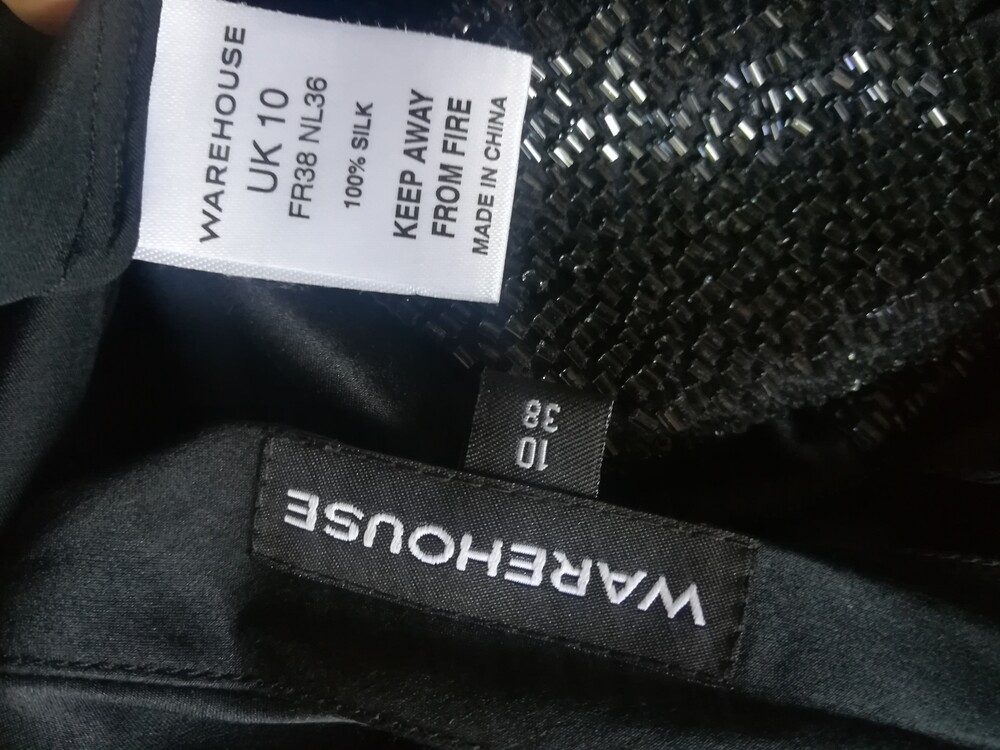 WAREHOUSE
UK 10
FR38 NL36
100% SILK
KEEP AWAY
FROM FIRE
MADE IN CHINA
10
38
WAREHOUSE